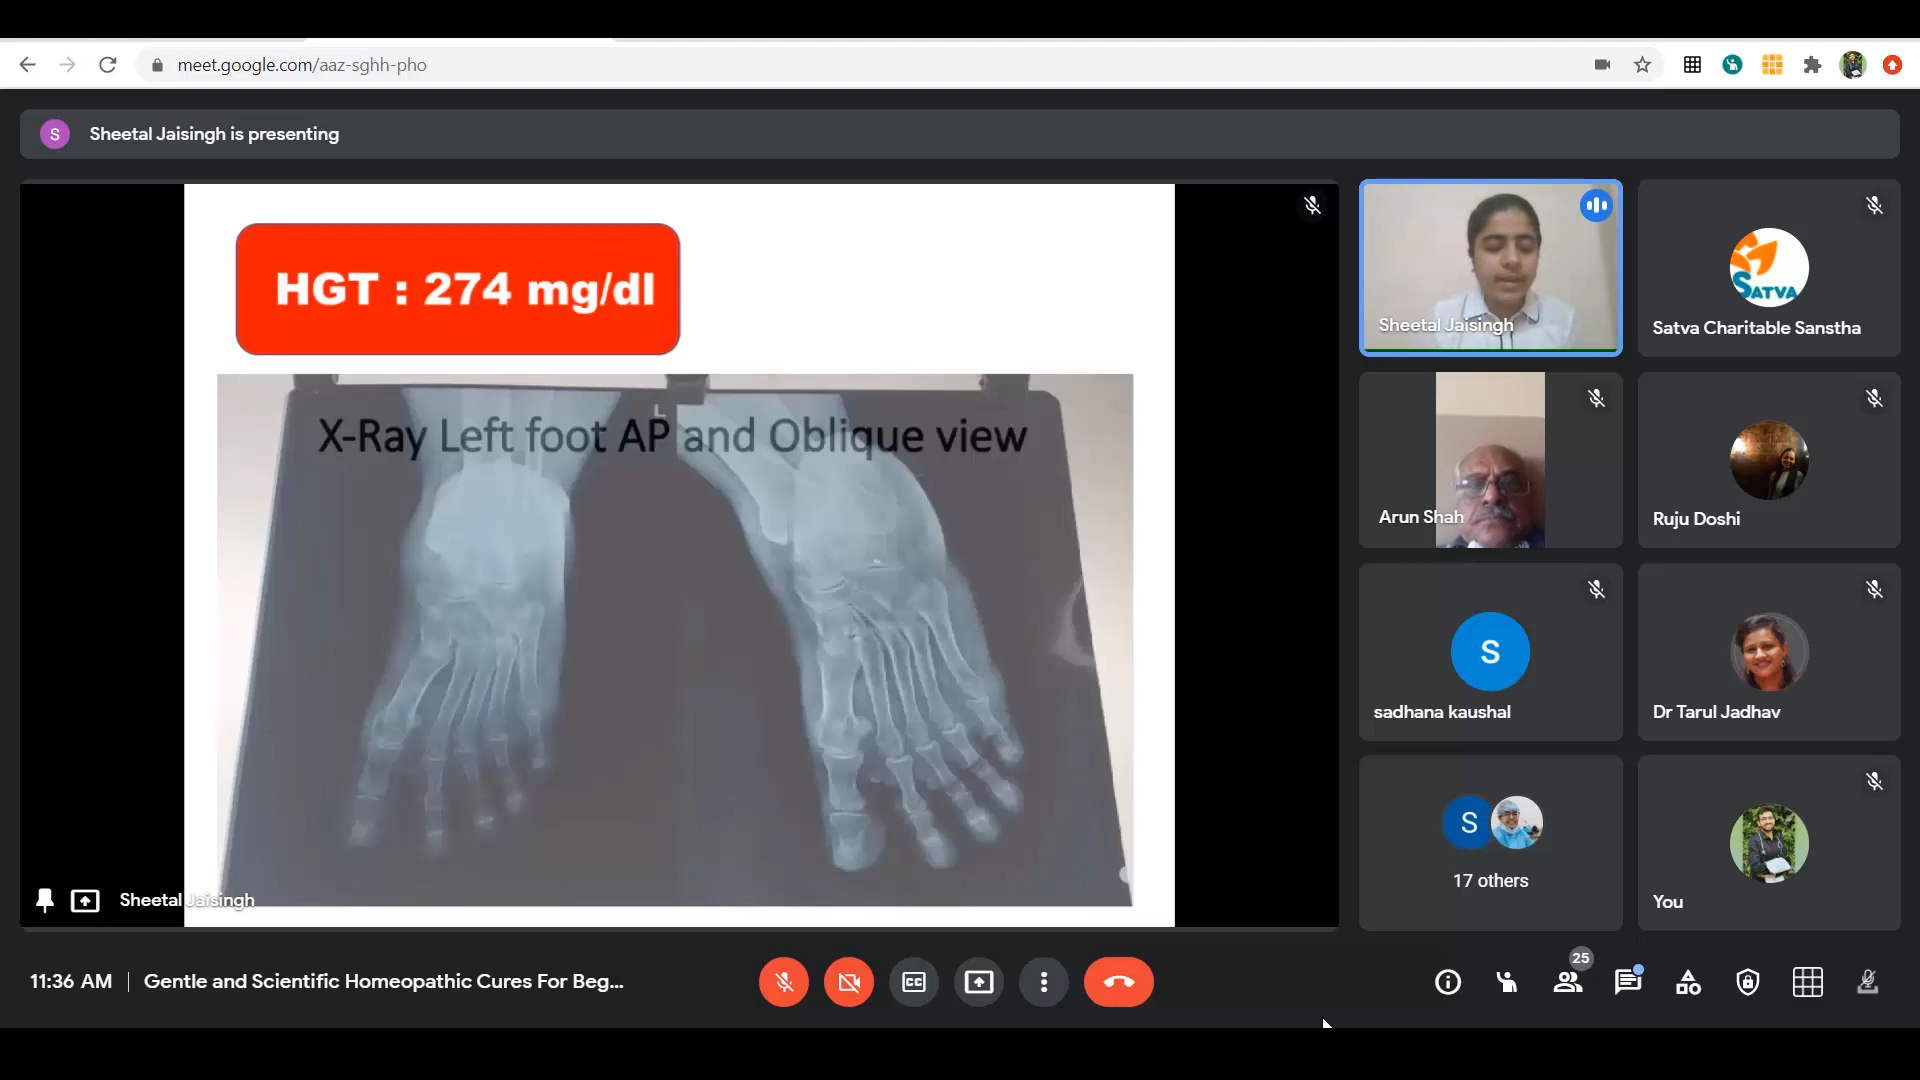 meet.google.com/aaz-sghh-pho
S
Sheetal Jaisingh is presenting
HGT : 274 mg/dl
L
X-Ray Left foot AP and Oblique view
Sheetal Jaisingh
Sheetal Jaisingh
SATVA
Satva Charitable Sanstha
Arun Shah
Ruju Doshi
S
sadhana kaushal
Dr Tarul Jadhav
S
17 others
You
11:36 AM | Gentle and Scientific Homeopathic Cures For Beg...
CC
25